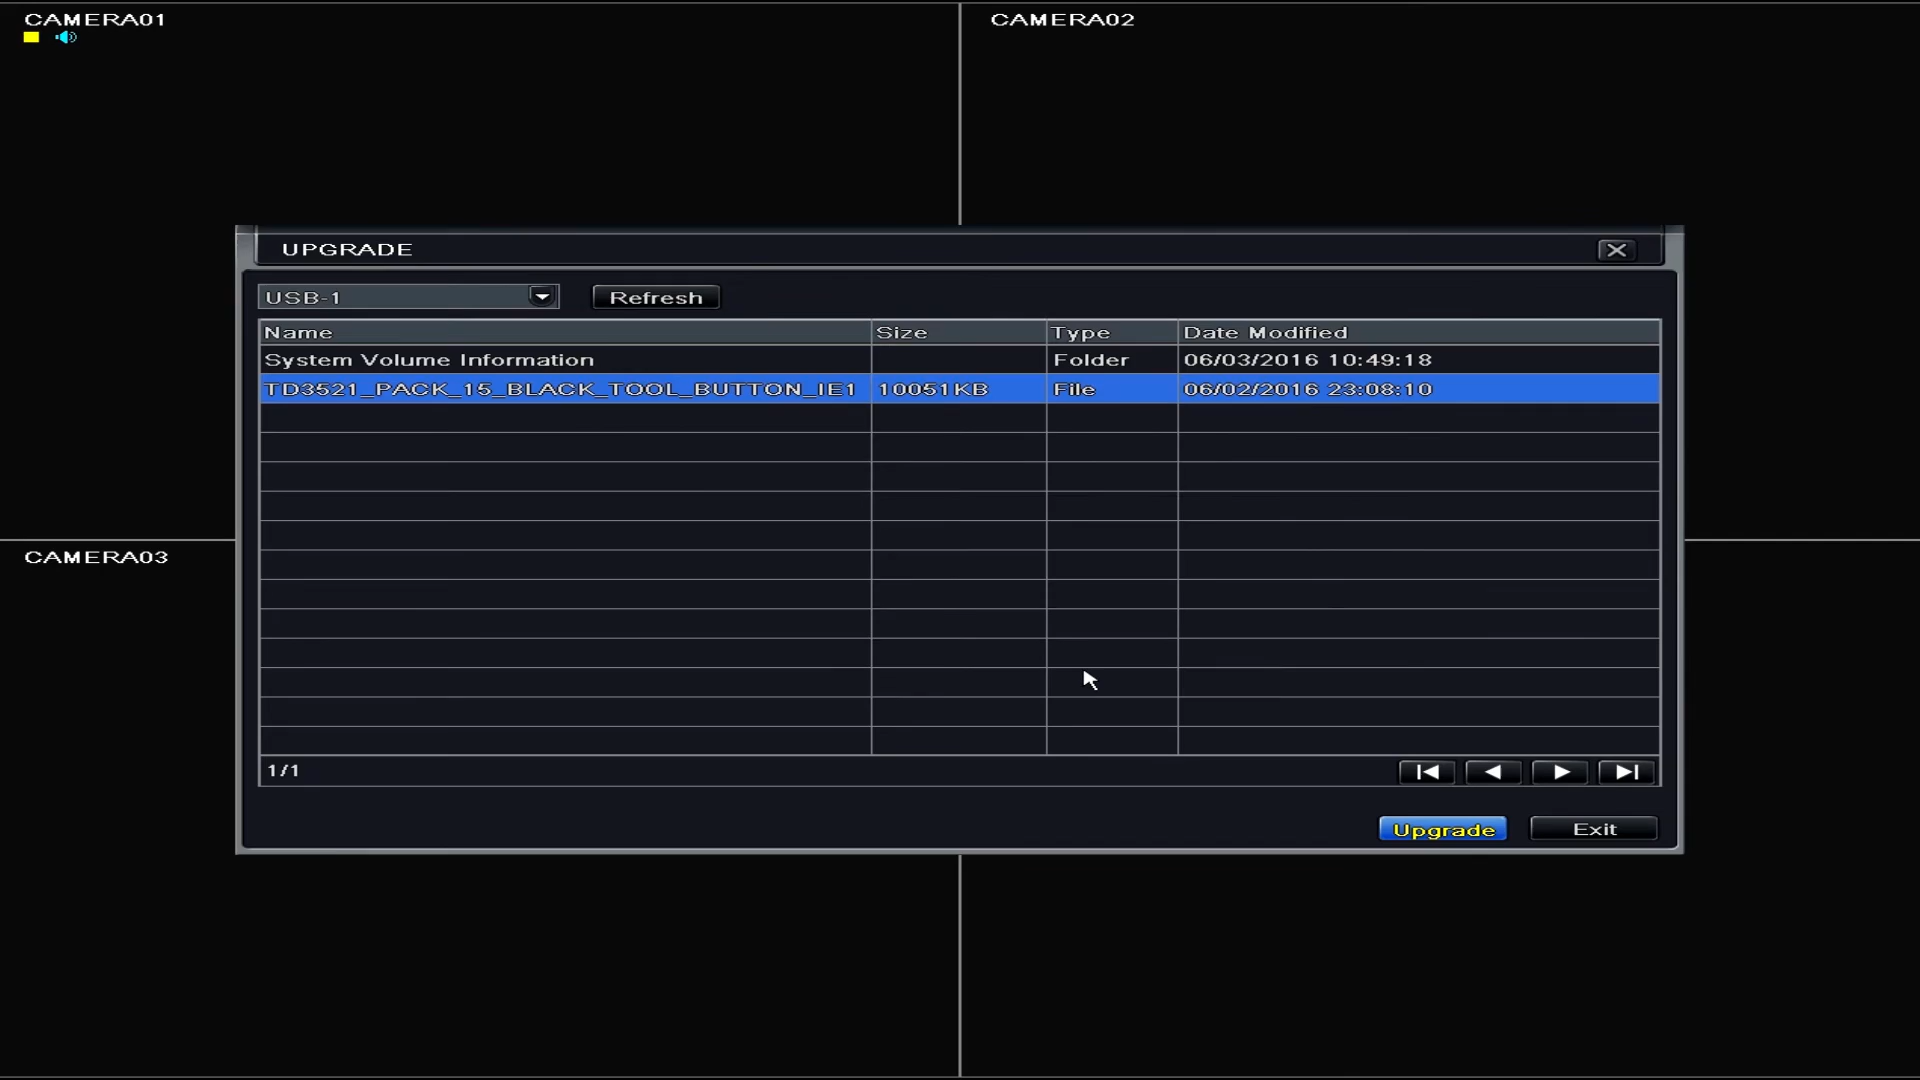 CAMERA01
CAMERA02
UPGRADE
USB-1 Refresh
Name Size Type Date Modified
System Volume Information Folder 06/03/2016 10:49:18
TD3521_PACK_15_BLACK_TOOL_BUTTON_IE1 10051KB File 06/02/2016 23:08:10
CAMERA03
1/1
Upgrade Exit